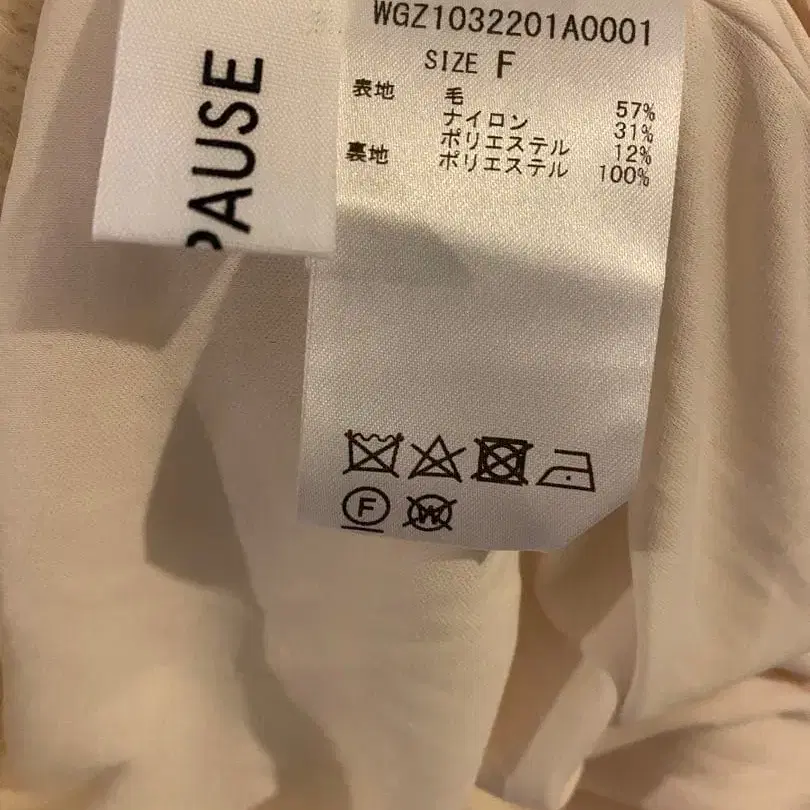 PAUSE
WGZ1032201A0001
SIZE F
表地 毛 57%
ナイロン 31%
ポリエステル 12%
裏地 ポリエステル 100%
F
W